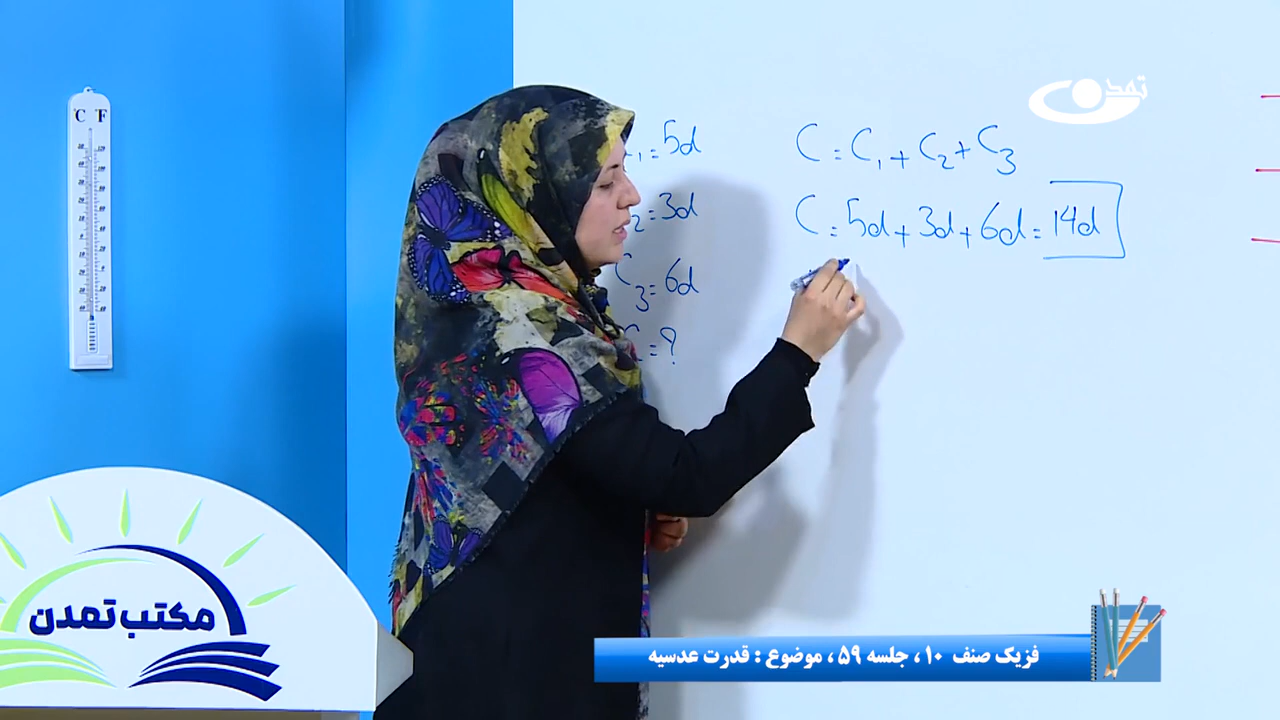 تمدن
°C °F
C₁=5d
C₂=3d
C₃=6d
C=?
C=C₁+C₂+C₃
C=5d+3d+6d=14d
مکتب تمدن
فزیک صنف ۱۰، جلسه ۵۹، موضوع : قدرت عدسیه